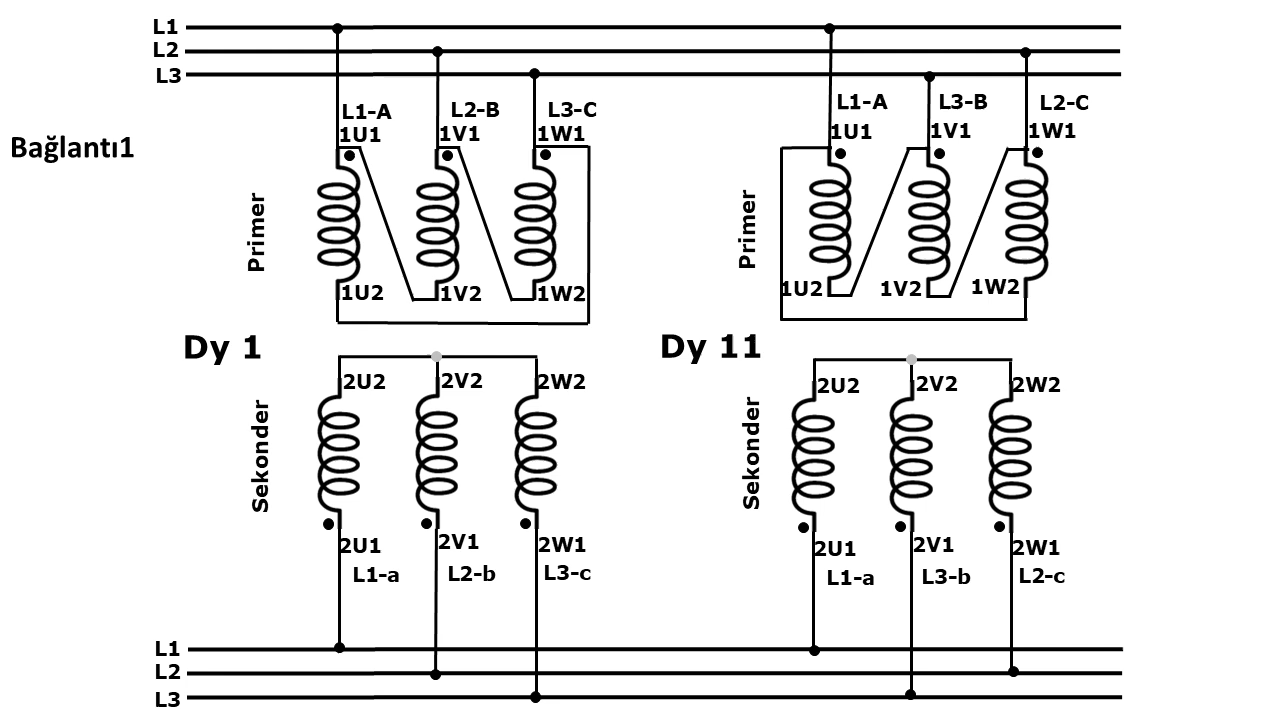 L1
L2
L3
Bağlantı1
L1-A
L2-B
L3-C
1U1
1V1
1W1
Primer
1U2
1V2
1W2
Dy 1
2U2
2V2
2W2
Sekonder
2U1
2V1
2W1
L1-a
L2-b
L3-c
L1-A
L3-B
L2-C
1U1
1V1
1W1
Primer
1U2
1V2
1W2
Dy 11
2U2
2V2
2W2
Sekonder
2U1
2V1
2W1
L1-a
L3-b
L2-c
L1
L2
L3